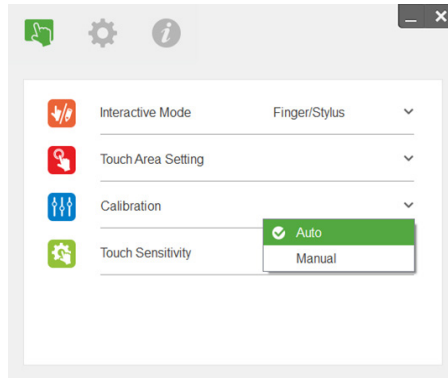 Interactive Mode Finger/Stylus
Touch Area Setting
Calibration
Auto
Touch Sensitivity
Manual